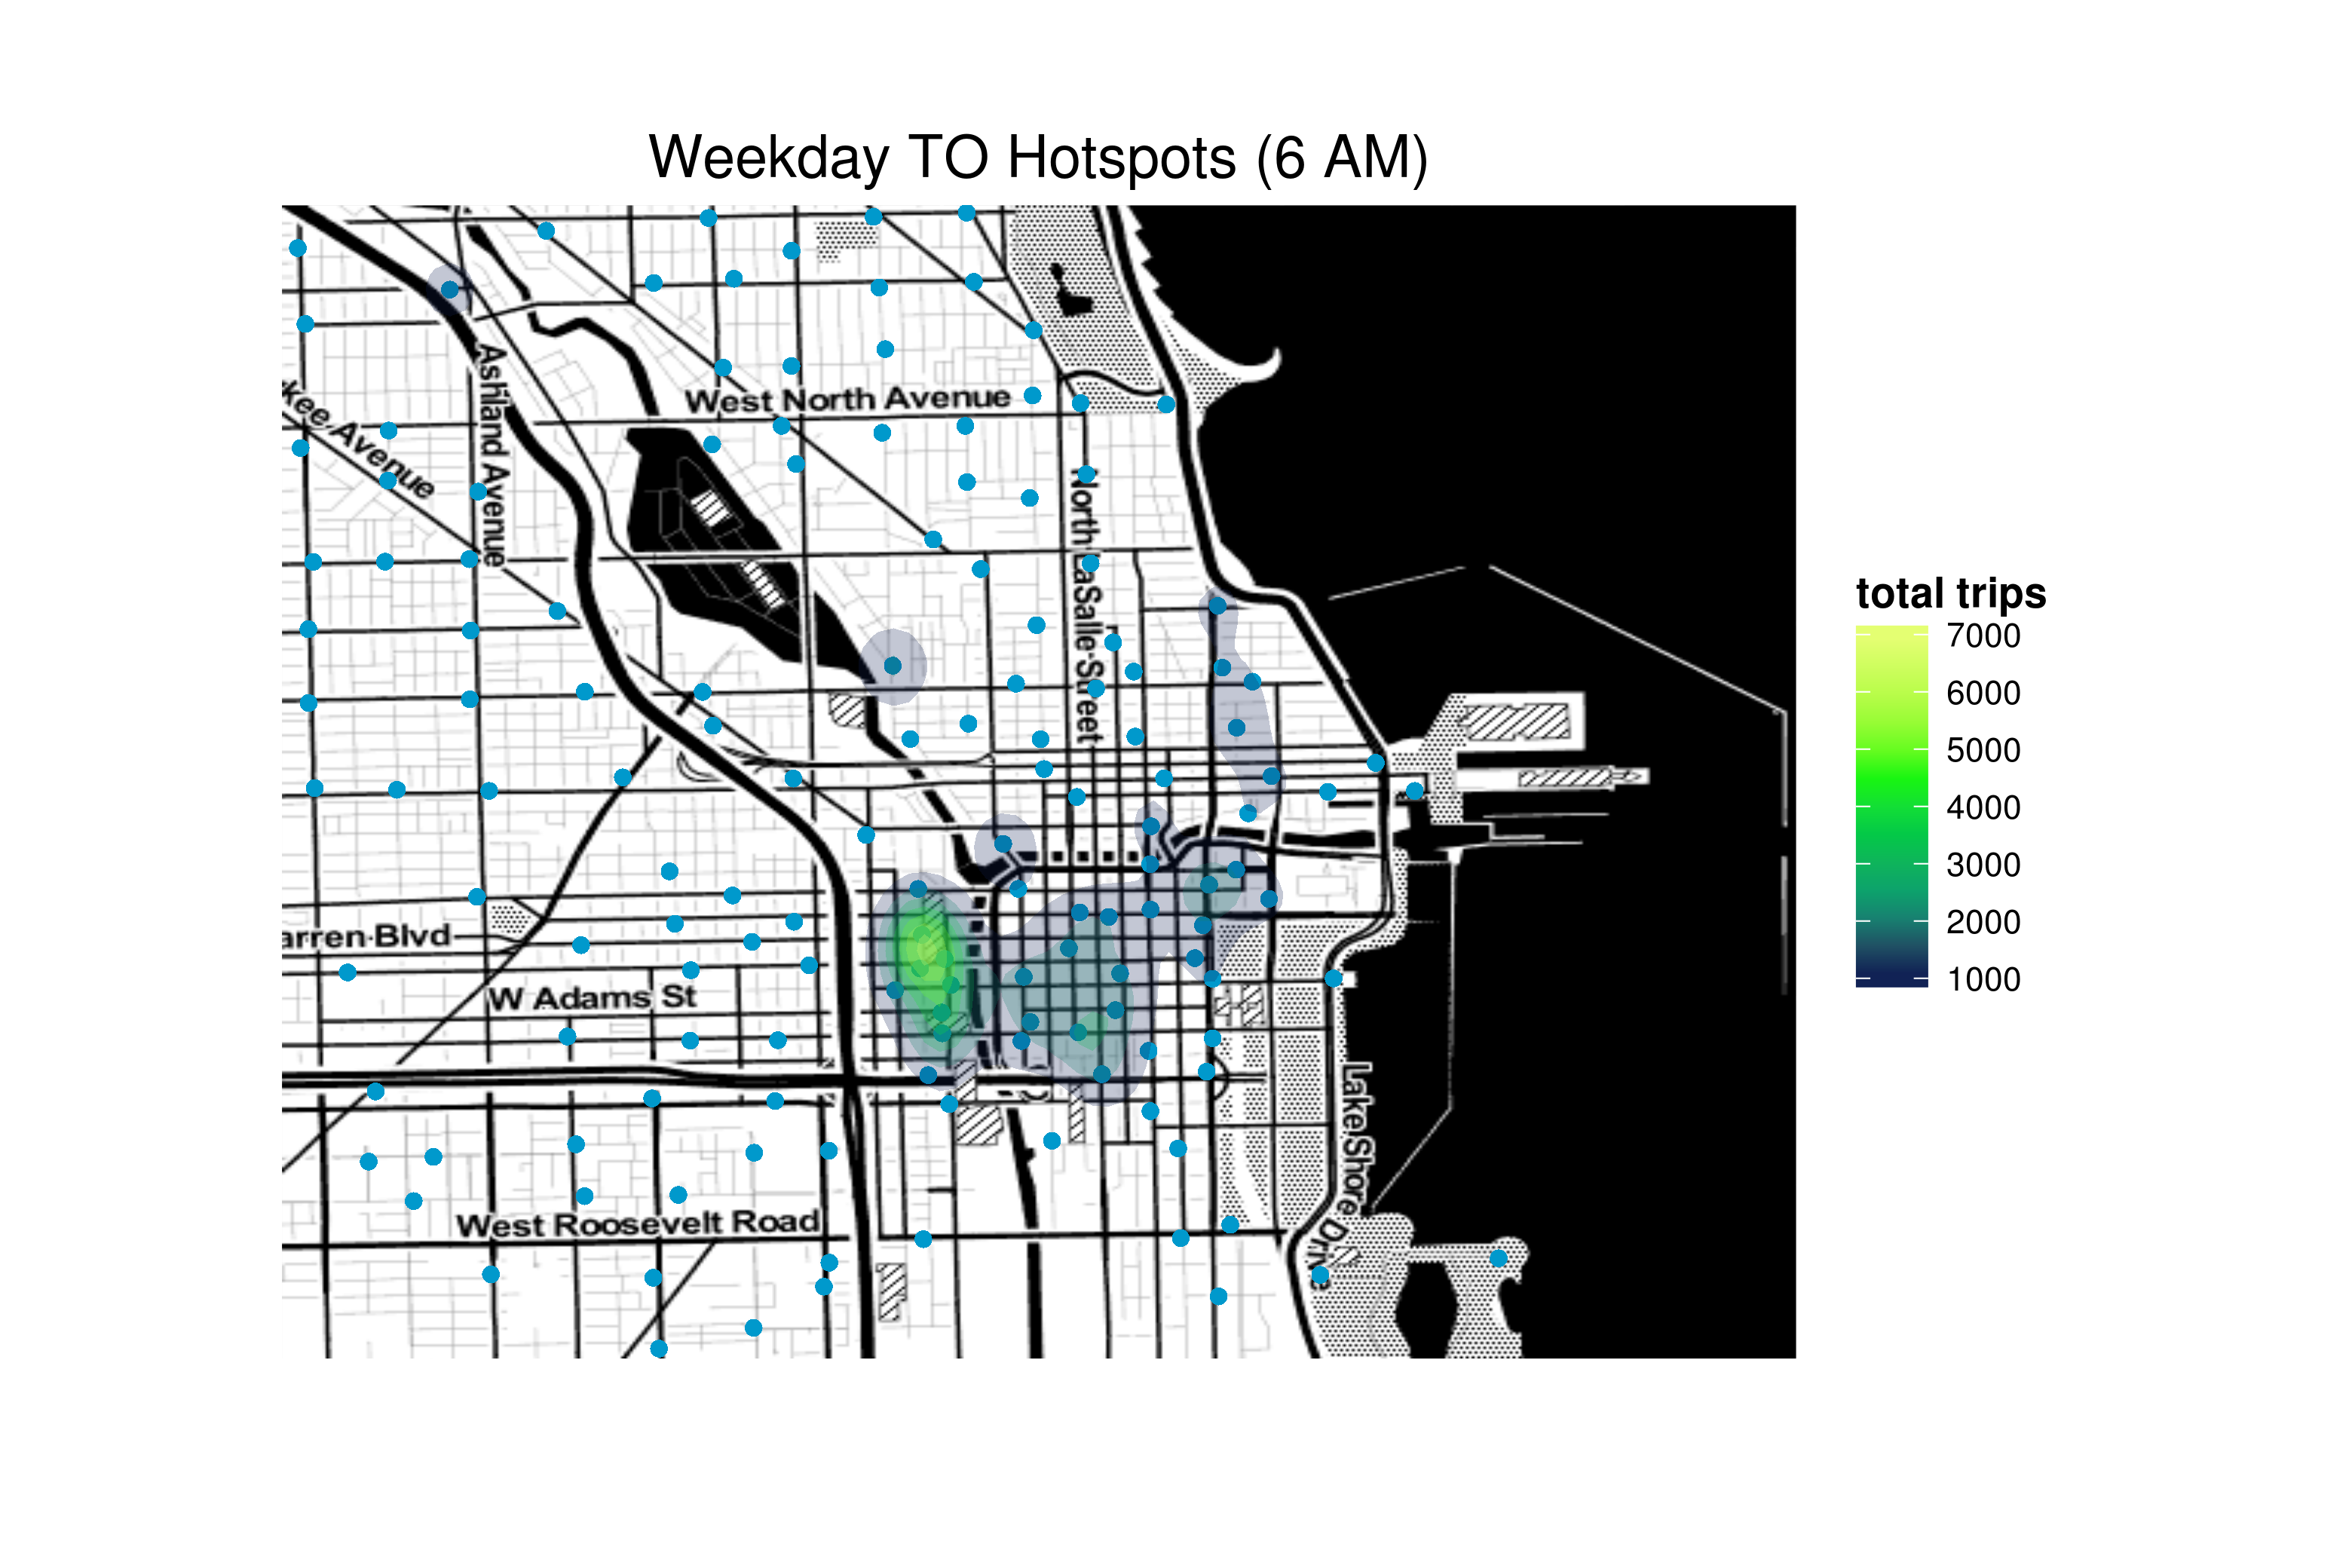 Weekday TO Hotspots (6 AM)
kee Avenue
Ashland Avenue
West North Avenue
North LaSalle Street
total trips
7000
6000
5000
4000
3000
2000
1000
arren Blvd
W Adams St
West Roosevelt Road
Lake Shore Drive